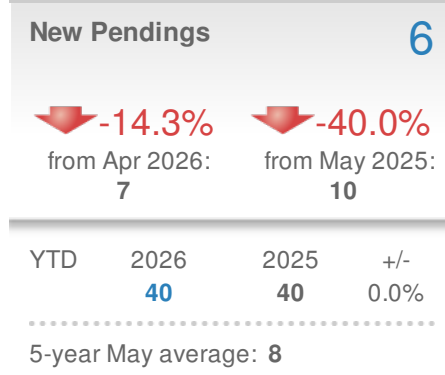 New Pendings 6
-14.3% -40.0%
from Apr 2026: from May 2025:
7 10
YTD 2026 2025 +/-
40 40 0.0%
5-year May average: 8